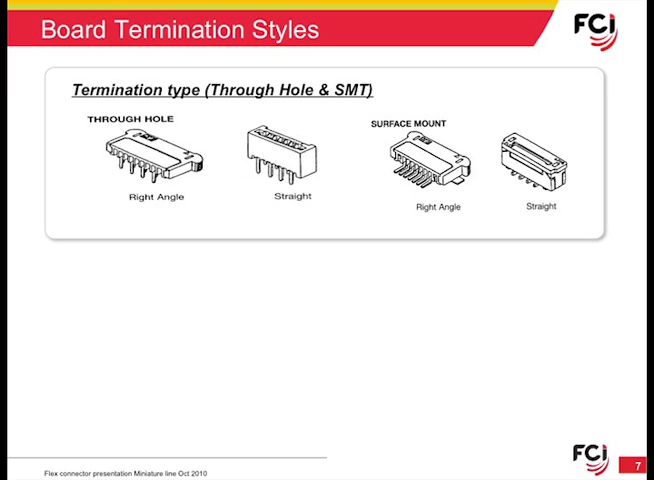 Board Termination Styles
FCi
Termination type (Through Hole & SMT)
THROUGH HOLE
SURFACE MOUNT
Right Angle
Straight
Right Angle
Straight
FCi
Flex connector presentation Miniature line Oct 2010
7